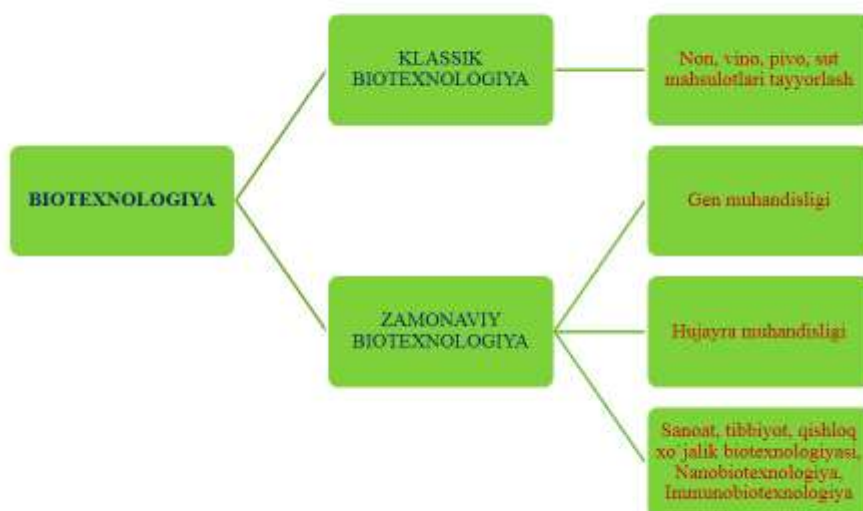 BIOTEXNOLOGIYA
KLASSIK
BIOTEXNOLOGIYA
Non, vino, pivo, sut
mahsulotlari tayyorlash
ZAMONAVIY
BIOTEXNOLOGIYA
Gen muhandisligi
Hujayra muhandisligi
Sanoat, tibbiyot, qishloq
xo`jalik biotexnologiyasi,
Nanobiotexnologiya,
Immunobiotexnologiya